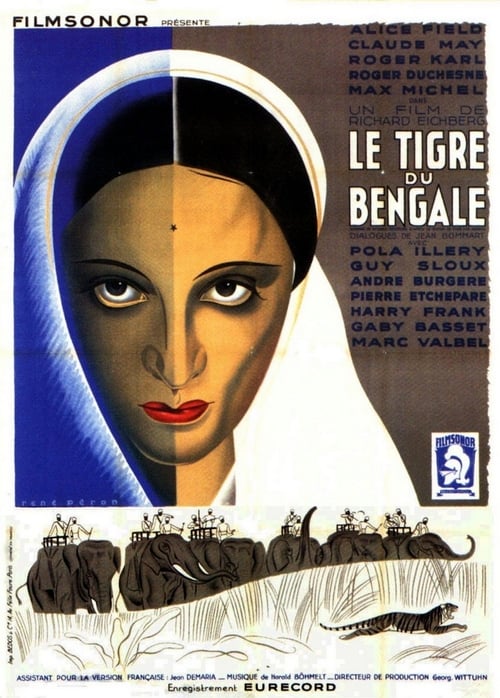 FILMSONOR PRÉSENTE
ALICE FIELD
CLAUDE MAY
ROGER KARL
ROGER DUCHESNE
MAX MICHEL
DANS
UN FILM DE
RICHARD EICHBERG
LE TIGRE
DU
BENGALE
DIALOGUES DE JEAN BOMMART
AVEC
POLA ILLERY
GUY SLOUX
ANDRE BURGERE
PIERRE ETCHEPARE
HARRY FRANK
GABY BASSET
MARC VALBEL
FILMSONOR
rené péron
ASSISTANT POUR LA VERSION FRANÇAISE: Jean DEMARIA _ MUSIQUE de Harold BÖHMELT _ DIRECTEUR DE PRODUCTION Georg. WITTUHN
Enregistrement EURECORD